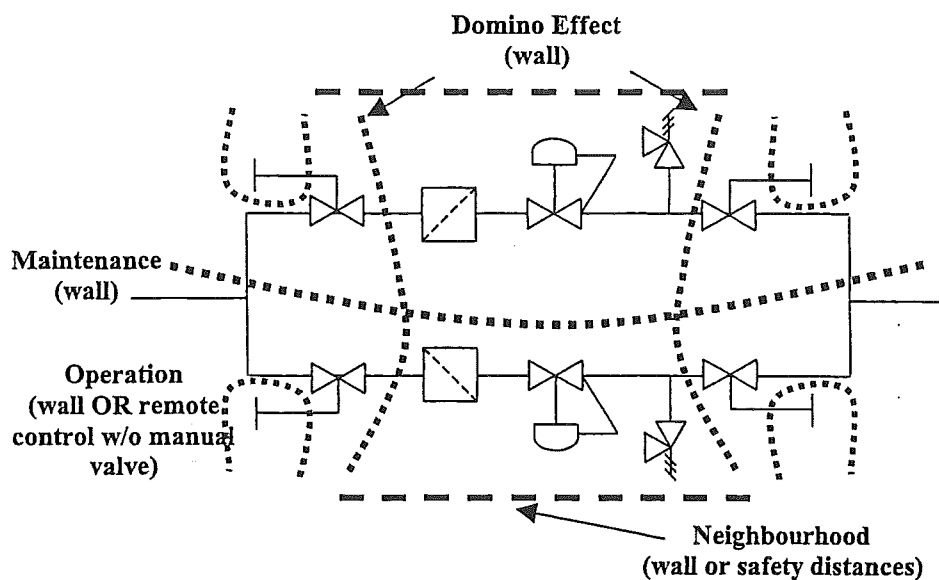 Domino Effect
(wall)
Maintenance
(wall)
Operation
(wall OR remote
control w/o manual
valve)
Neighbourhood
(wall or safety distances)